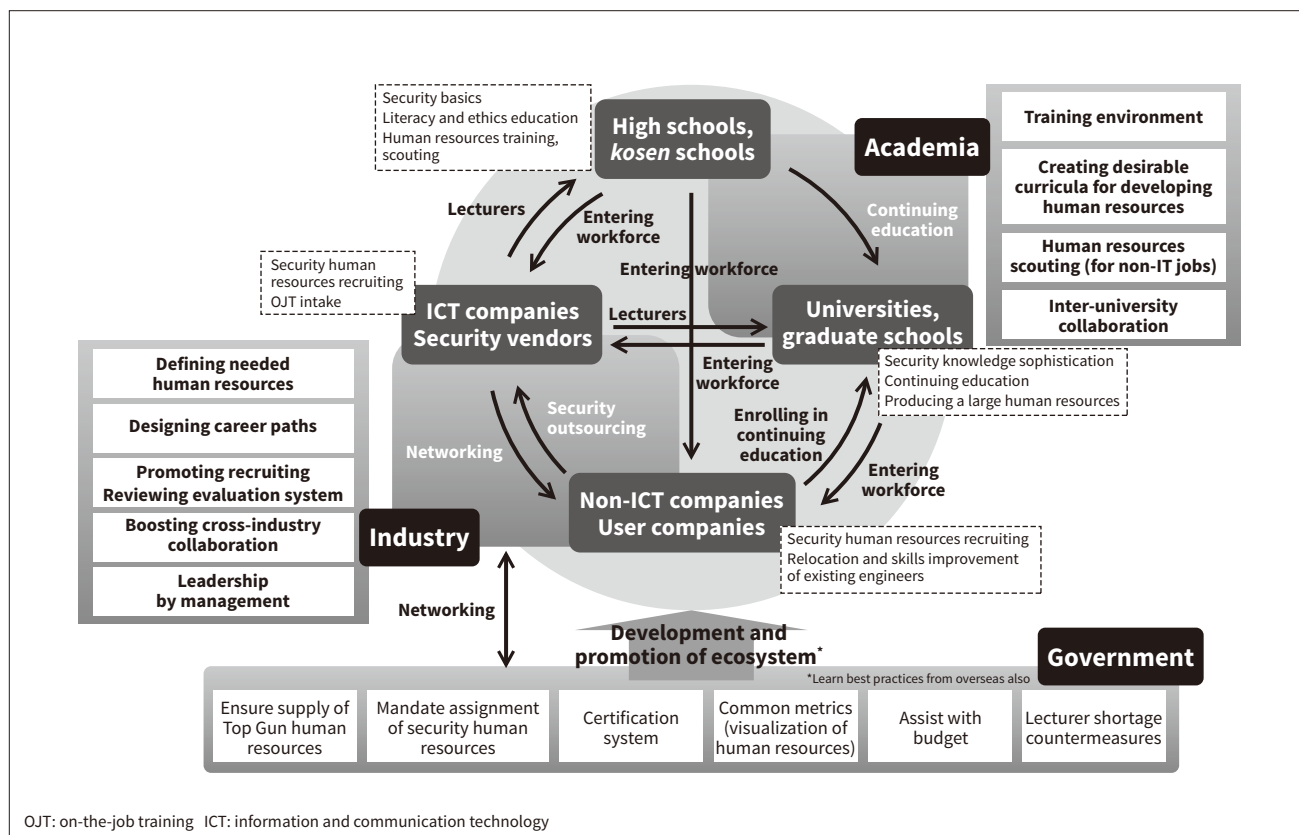 Security basics
Literacy and ethics education
Human resources training,
scouting
High schools,
kosen schools
Academia
Training environment
Creating desirable
curricula for developing
human resources
Human resources
scouting (for non-IT jobs)
Inter-university
collaboration
Lecturers
Entering
workforce
Continuing
education
Entering workforce
Security human
resources recruiting
OJT intake
ICT companies
Security vendors
Lecturers
Entering
workforce
Universities,
graduate schools
Security knowledge sophistication
Continuing education
Producing a large human resources
Defining needed
human resources
Designing career paths
Promoting recruiting
Reviewing evaluation system
Boosting cross-industry
collaboration
Leadership
by management
Industry
Networking
Security
outsourcing
Enrolling in
continuing
education
Entering
workforce
Non-ICT companies
User companies
Security human resources recruiting
Relocation and skills improvement
of existing engineers
Networking
Development and
promotion of ecosystem*
Government
*Learn best practices from overseas also
Ensure supply of
Top Gun human
resources
Mandate assignment
of security human
resources
Certification
system
Common metrics
(visualization of
human resources)
Assist with
budget
Lecturer shortage
countermeasures
OJT: on-the-job training ICT: information and communication technology